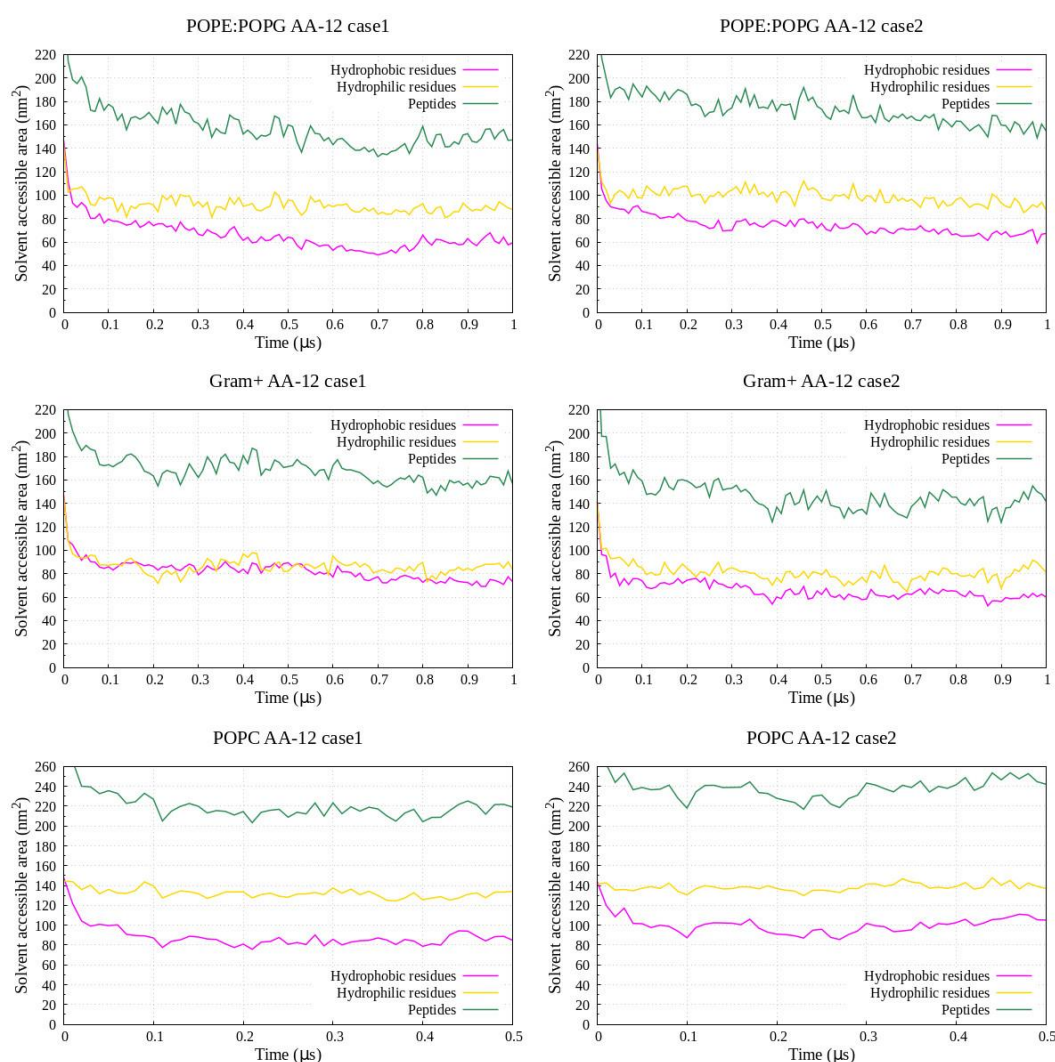 POPE:POPG AA-12 case1
Solvent accessible area (nm²)
220
200
180
160
140
120
100
80
60
40
20
0
Hydrophobic residues
Hydrophilic residues
Peptides
0 0.1 0.2 0.3 0.4 0.5 0.6 0.7 0.8 0.9 1
Time (μs)
POPE:POPG AA-12 case2
Solvent accessible area (nm²)
220
200
180
160
140
120
100
80
60
40
20
0
Hydrophobic residues
Hydrophilic residues
Peptides
0 0.1 0.2 0.3 0.4 0.5 0.6 0.7 0.8 0.9 1
Time (μs)
Gram+ AA-12 case1
Solvent accessible area (nm²)
220
200
180
160
140
120
100
80
60
40
20
0
Hydrophobic residues
Hydrophilic residues
Peptides
0 0.1 0.2 0.3 0.4 0.5 0.6 0.7 0.8 0.9 1
Time (μs)
Gram+ AA-12 case2
Solvent accessible area (nm²)
220
200
180
160
140
120
100
80
60
40
20
0
Hydrophobic residues
Hydrophilic residues
Peptides
0 0.1 0.2 0.3 0.4 0.5 0.6 0.7 0.8 0.9 1
Time (μs)
POPC AA-12 case1
Solvent accessible area (nm²)
260
240
220
200
180
160
140
120
100
80
60
40
20
0
Hydrophobic residues
Hydrophilic residues
Peptides
0 0.1 0.2 0.3 0.4 0.5
Time (μs)
POPC AA-12 case2
Solvent accessible area (nm²)
260
240
220
200
180
160
140
120
100
80
60
40
20
0
Hydrophobic residues
Hydrophilic residues
Peptides
0 0.1 0.2 0.3 0.4 0.5
Time (μs)